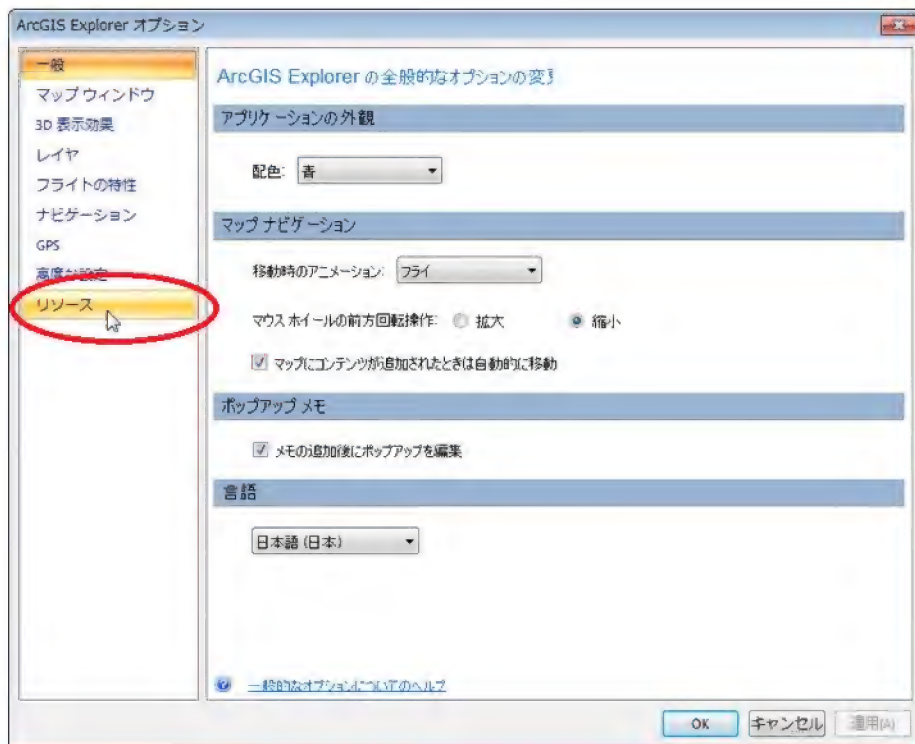 ArcGIS Explorer オプション
一般
マップ ウィンドウ
3D 表示効果
レイヤ
フライトの特性
ナビゲーション
GPS
高度な設定
リソース
ArcGIS Explorer の全般的なオプションの変更
アプリケーションの外観
配色: 青
マップ ナビゲーション
移動時のアニメーション: フライ
マウス ホイールの前方回転操作: 拡大 縮小
マップにコンテンツが追加されたときは自動的に移動
ポップアップ メモ
メモの追加後にポップアップを編集
言語
日本語 (日本)
一般的なオプションについてのヘルプ
OK キャンセル 適用(A)